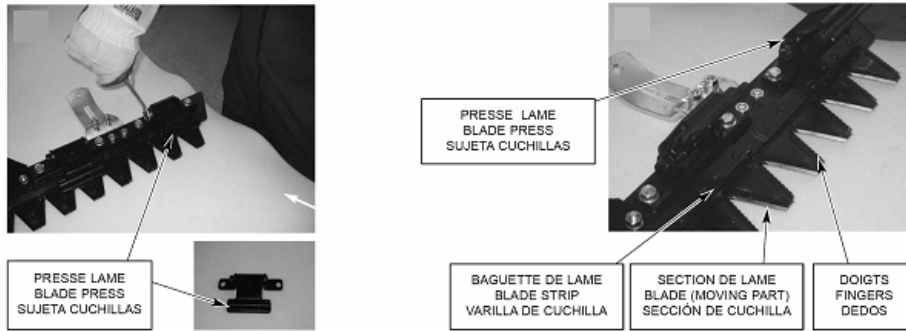 PRESSE LAME
BLADE PRESS
SUJETA CUCHILLAS
PRESSE LAME
BLADE PRESS
SUJETA CUCHILLAS
BAGUETTE DE LAME
BLADE STRIP
VARILLA DE CUCHILLA
SECTION DE LAME
BLADE (MOVING PART)
SECCIÓN DE CUCHILLA
DOIGTS
FINGERS
DEDOS